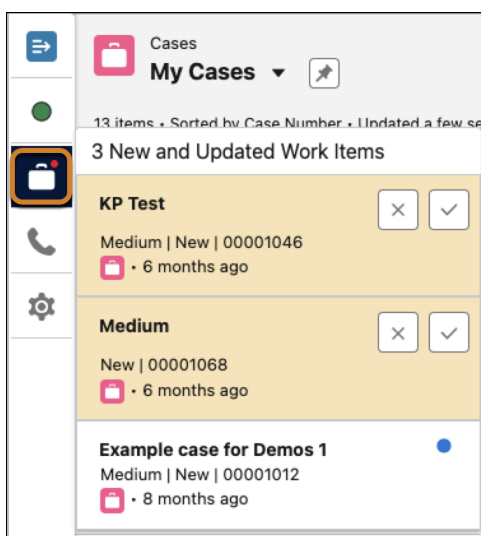 Cases
My Cases
13 items • Sorted by Case Number • Updated a few se
3 New and Updated Work Items
KP Test
Medium | New | 00001046
• 6 months ago
Medium
New | 00001068
• 6 months ago
Example case for Demos 1
Medium | New | 00001012
• 8 months ago